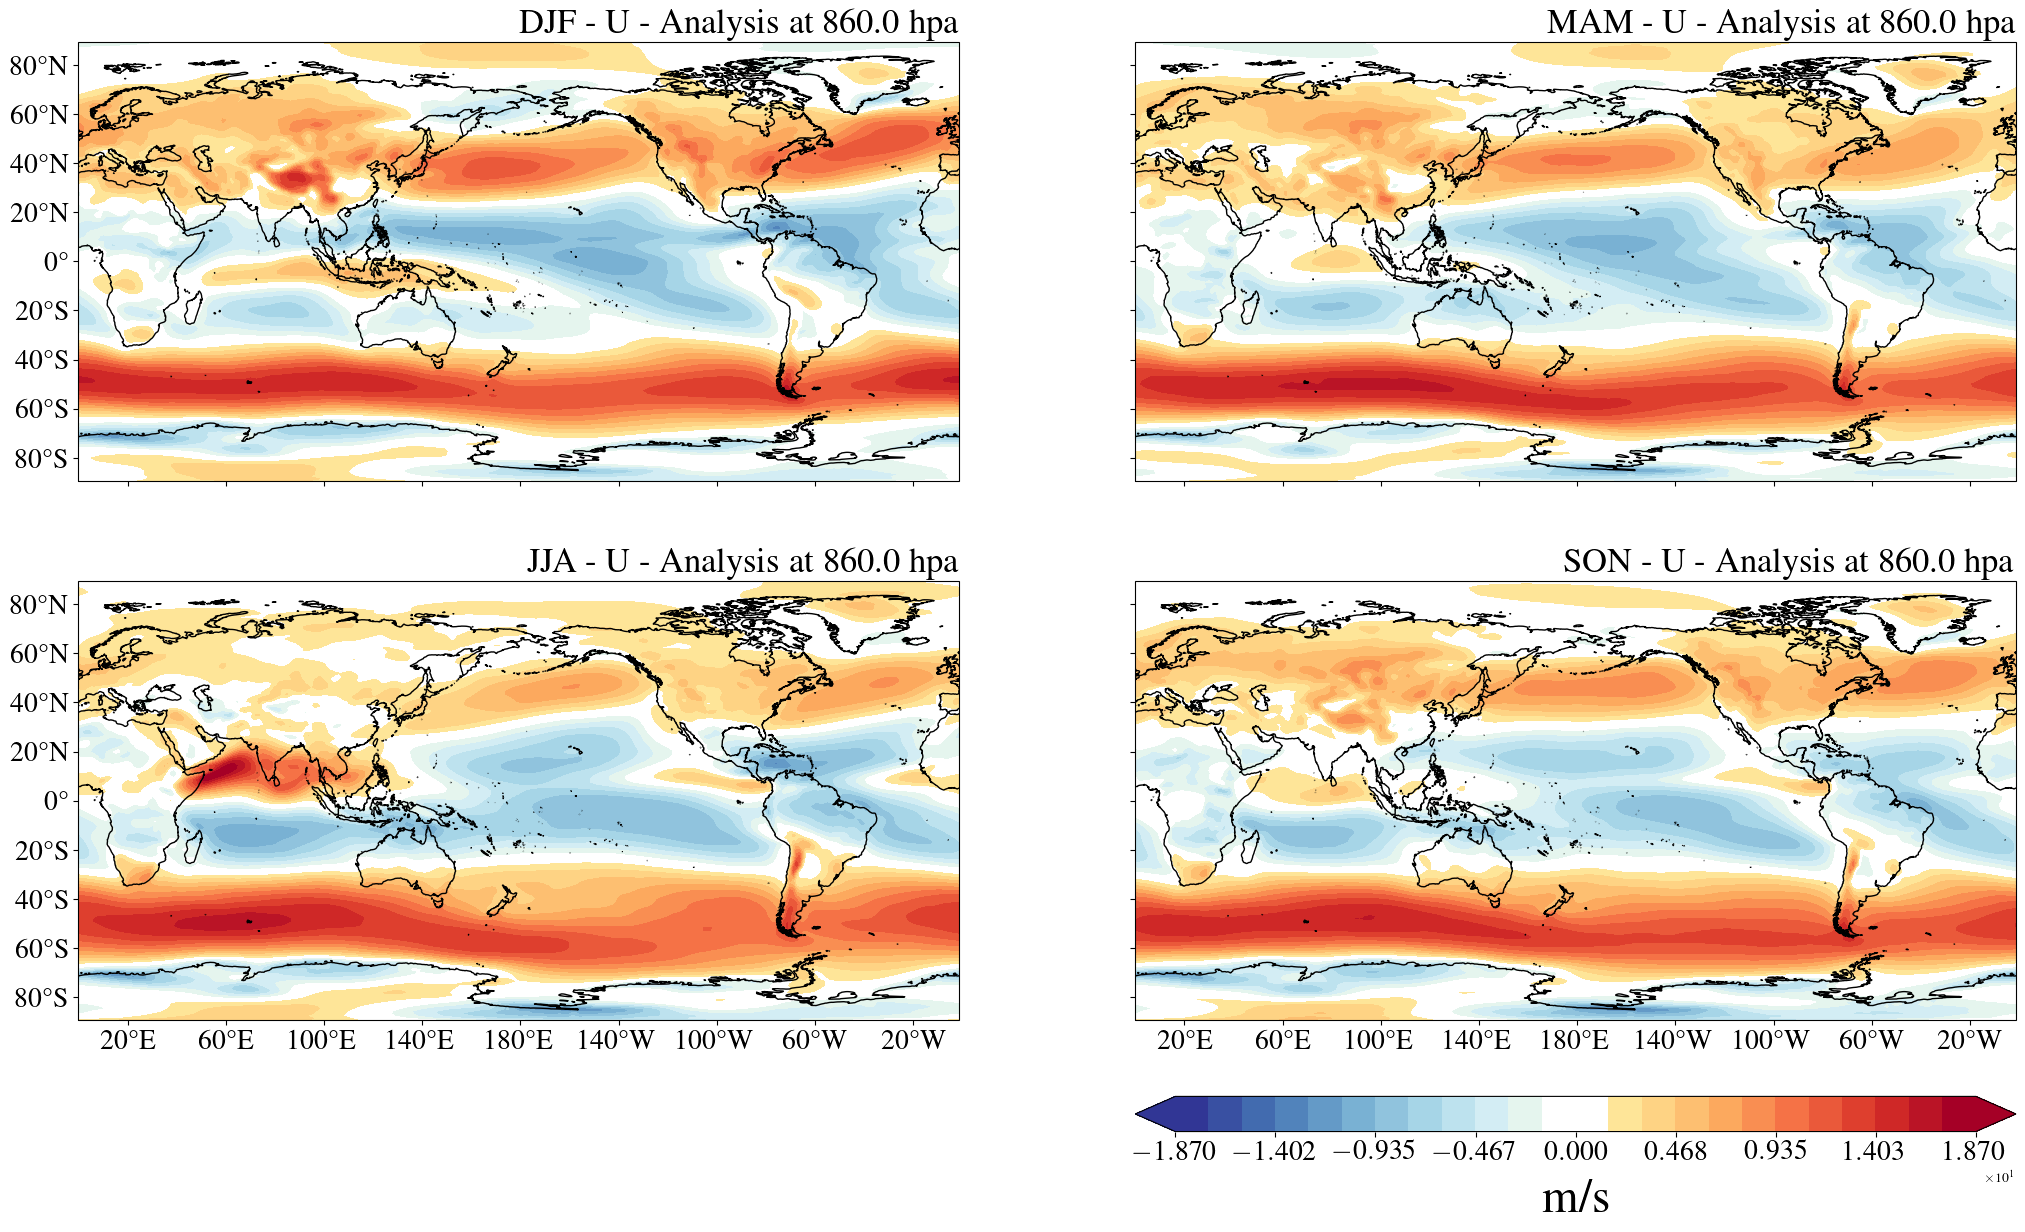 DJF - U - Analysis at 860.0 hpa
MAM - U - Analysis at 860.0 hpa
80°N
60°N
40°N
20°N
0°
20°S
40°S
60°S
80°S
JJA - U - Analysis at 860.0 hpa
SON - U - Analysis at 860.0 hpa
80°N
60°N
40°N
20°N
0°
20°S
40°S
60°S
80°S
20°E 60°E 100°E 140°E 180°E 140°W 100°W 60°W 20°W
20°E 60°E 100°E 140°E 180°E 140°W 100°W 60°W 20°W
−1.870 −1.402 −0.935 −0.467 0.000 0.468 0.935 1.403 1.870
×10¹
m/s